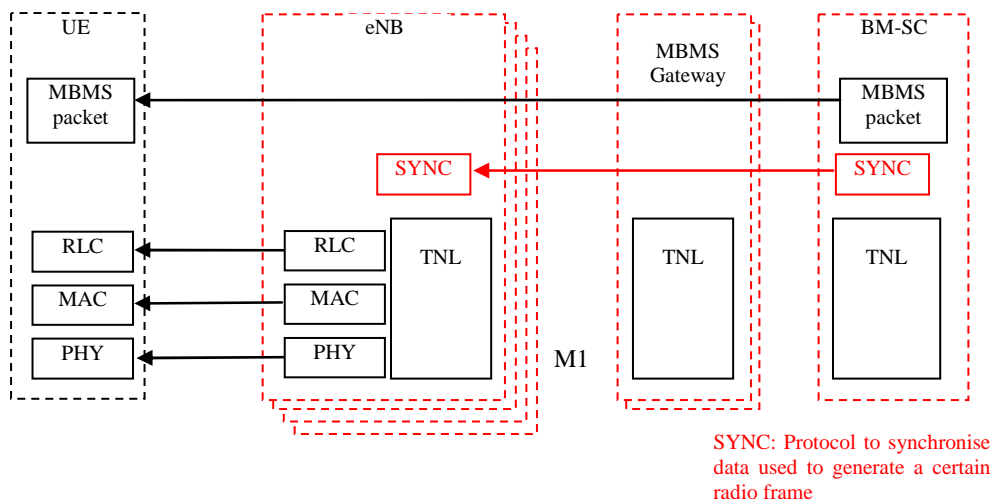 UE
eNB
MBMS
Gateway
BM-SC
MBMS
packet
MBMS
packet
SYNC
SYNC
RLC
RLC
TNL
TNL
TNL
MAC
MAC
PHY
PHY
M1
SYNC: Protocol to synchronise
data used to generate a certain
radio frame